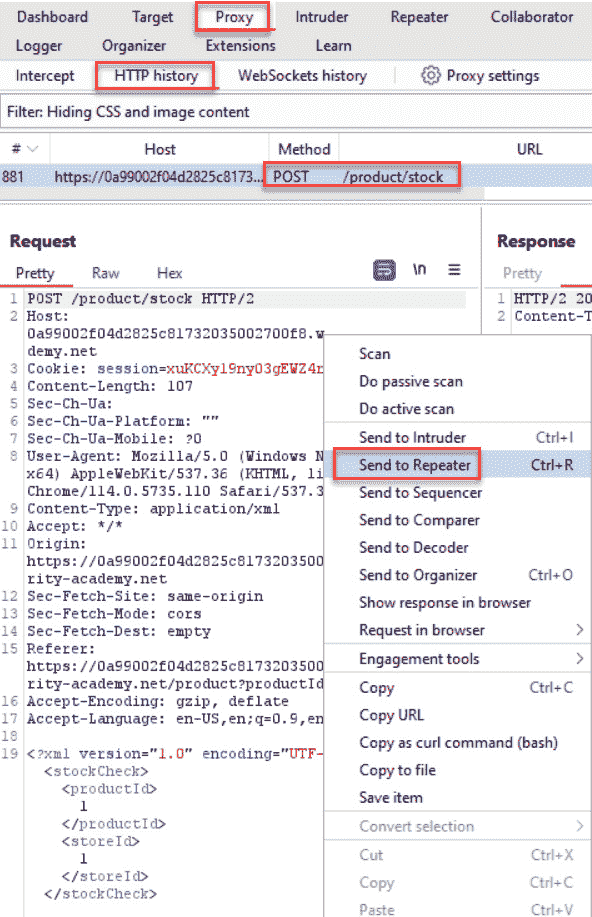 Dashboard Target Proxy Intruder Repeater Collaborator
Logger Organizer Extensions Learn
Intercept HTTP history WebSockets history Proxy settings
Filter: Hiding CSS and image content
# Host Method URL
881 https://0a99002f04d2825c8173... POST /product/stock
Request
Pretty Raw Hex \n
1 POST /product/stock HTTP/2
2 Host:
0a99002f04d2825c81732035002700f8.w
demy.net
3 Cookie: session=xuKCXyl9ny03gEWZ4r
4 Content-Length: 107
5 Sec-Ch-Ua:
6 Sec-Ch-Ua-Platform: ""
7 Sec-Ch-Ua-Mobile: ?0
8 User-Agent: Mozilla/5.0 (Windows N
x64) AppleWebKit/537.36 (KHTML, li
Chrome/114.0.5735.110 Safari/537.3
9 Content-Type: application/xml
10 Accept: */*
11 Origin:
https://0a99002f04d2825c8173203500
rity-academy.net
12 Sec-Fetch-Site: same-origin
13 Sec-Fetch-Mode: cors
14 Sec-Fetch-Dest: empty
15 Referer:
https://0a99002f04d2825c8173203500
rity-academy.net/product?productId
16 Accept-Encoding: gzip, deflate
17 Accept-Language: en-US,en;q=0.9,en
18
19 <?xml version="1.0" encoding="UTF-
<stockCheck>
<productId>
1
</productId>
<storeId>
1
</storeId>
</stockCheck>
Response
Pretty
1 HTTP/2 20
2 Content-T
Scan
Do passive scan
Do active scan
Send to Intruder Ctrl+I
Send to Repeater Ctrl+R
Send to Sequencer
Send to Comparer
Send to Decoder
Send to Organizer Ctrl+O
Show response in browser
Request in browser
Engagement tools
Copy Ctrl+C
Copy URL
Copy as curl command (bash)
Copy to file
Save item
Convert selection
Cut Ctrl+X
Copy Ctrl+C
Paste Ctrl+V